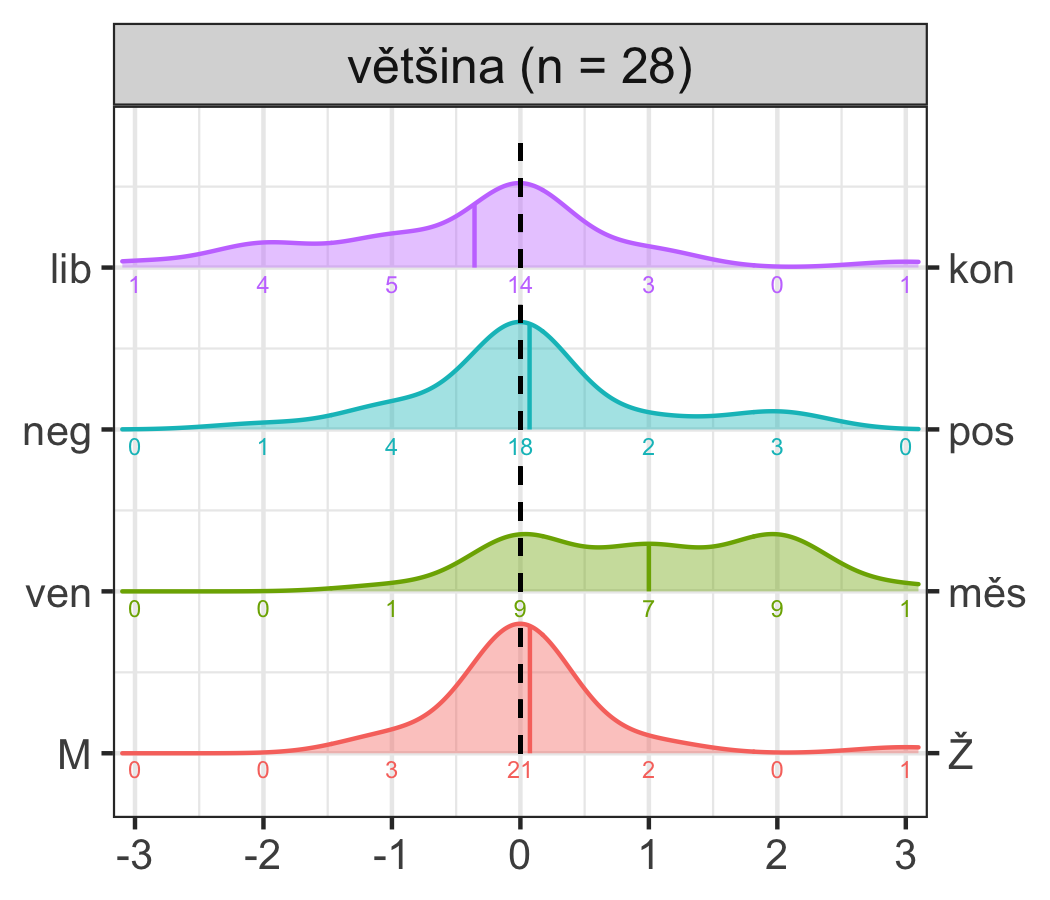 většina (n = 28)
lib kon
1 4 5 14 3 0 1
neg pos
0 1 4 18 2 3 0
ven měs
0 0 1 9 7 9 1
M Ž
0 0 3 21 2 0 1
-3 -2 -1 0 1 2 3